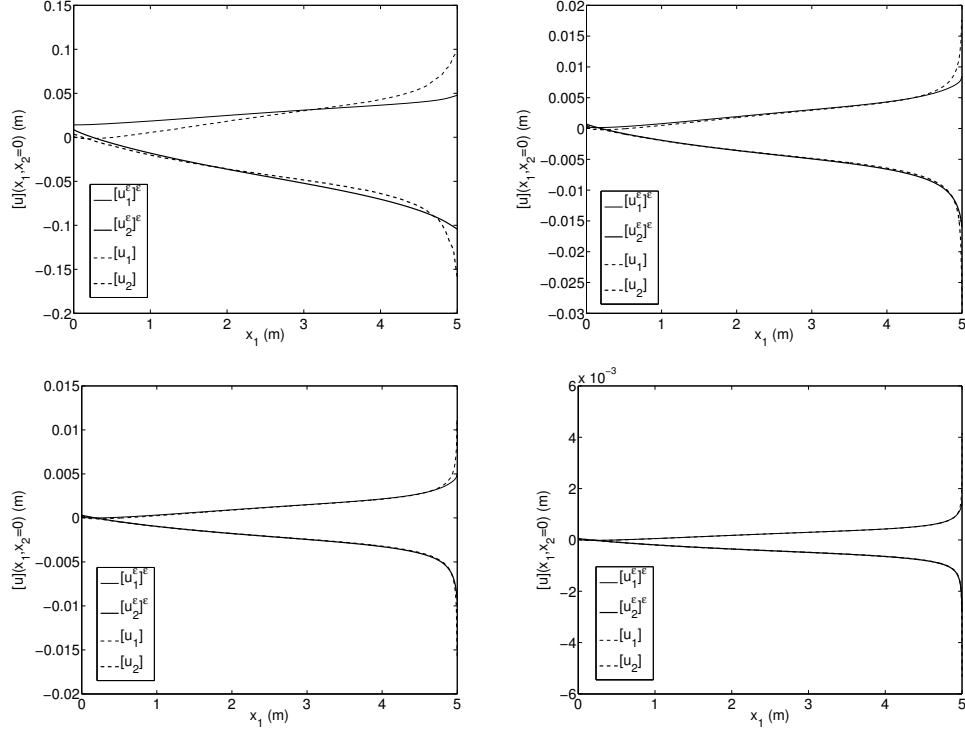 0.15
0.1
0.05
0
−0.05
−0.1
−0.15
−0.2
[u](x₁,x₂=0) (m)
[u₁^ε]^ε
[u₂^ε]^ε
[u₁]
[u₂]
0 1 2 3 4 5
x₁ (m)
0.02
0.015
0.01
0.005
0
−0.005
−0.01
−0.015
−0.02
−0.025
−0.03
[u](x₁,x₂=0) (m)
[u₁^ε]^ε
[u₂^ε]^ε
[u₁]
[u₂]
0 1 2 3 4 5
x₁ (m)
0.015
0.01
0.005
0
−0.005
−0.01
−0.015
−0.02
[u](x₁,x₂=0) (m)
[u₁^ε]^ε
[u₂^ε]^ε
[u₁]
[u₂]
0 1 2 3 4 5
x₁ (m)
x 10⁻³
6
4
2
0
−2
−4
−6
[u](x₁,x₂=0) (m)
[u₁^ε]^ε
[u₂^ε]^ε
[u₁]
[u₂]
0 1 2 3 4 5
x₁ (m)